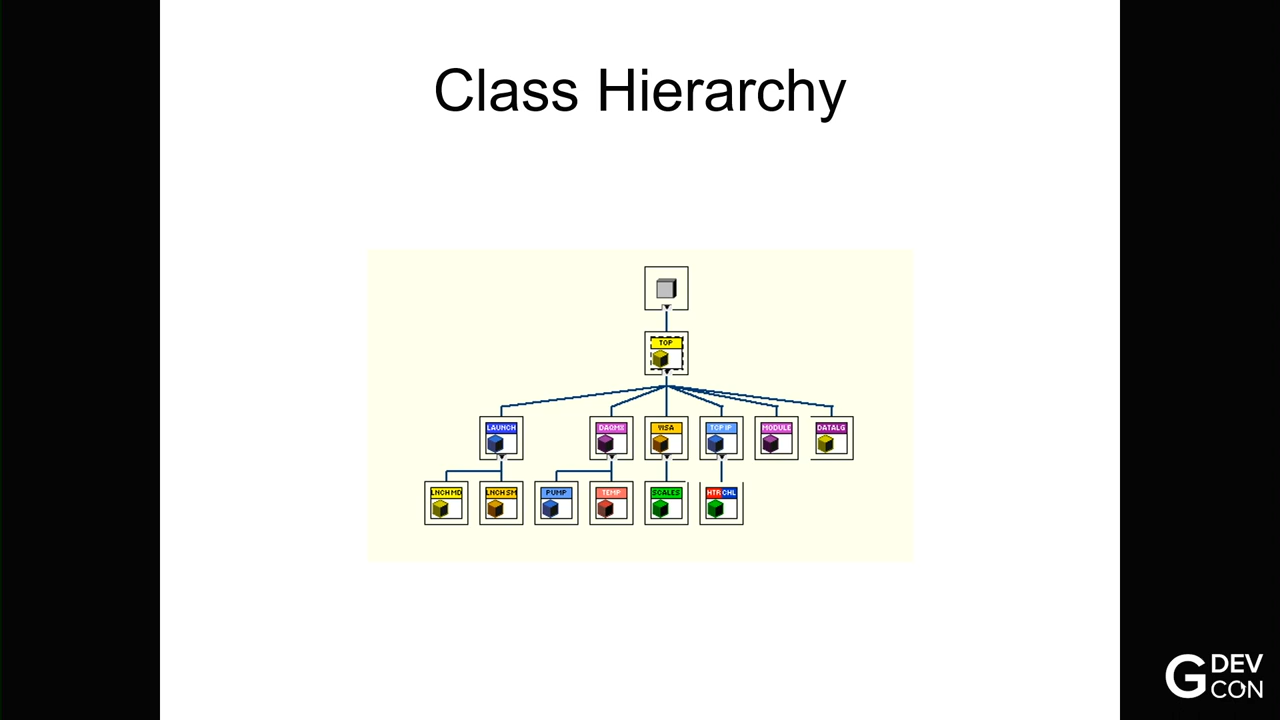 Class Hierarchy
TOP
LAUNCH DAQMX VISA TCP IP MODULE DATALG
LNCH MD LNCH SM PUMP TEMP SCALES HTR CHL
G DEV CON